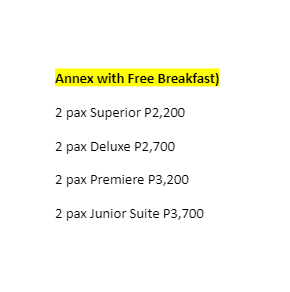 Annex with Free Breakfast)
2 pax Superior P2,200
2 pax Deluxe P2,700
2 pax Premiere P3,200
2 pax Junior Suite P3,700